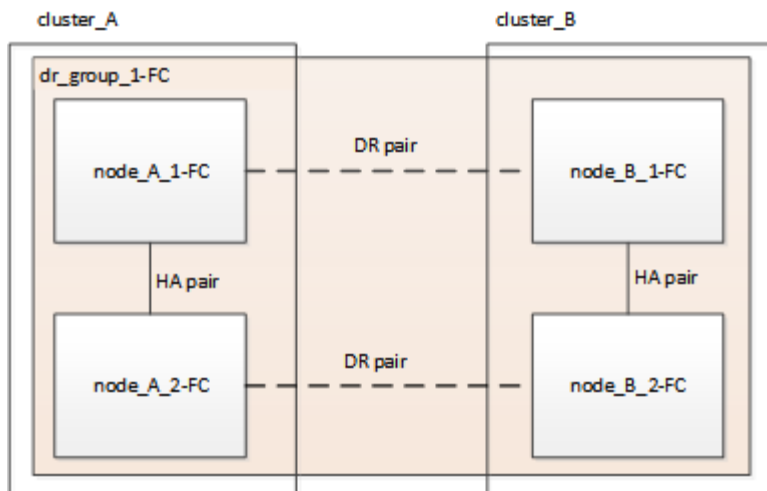 cluster_A
cluster_B
dr_group_1-FC
node_A_1-FC
DR pair
node_B_1-FC
HA pair
HA pair
node_A_2-FC
DR pair
node_B_2-FC